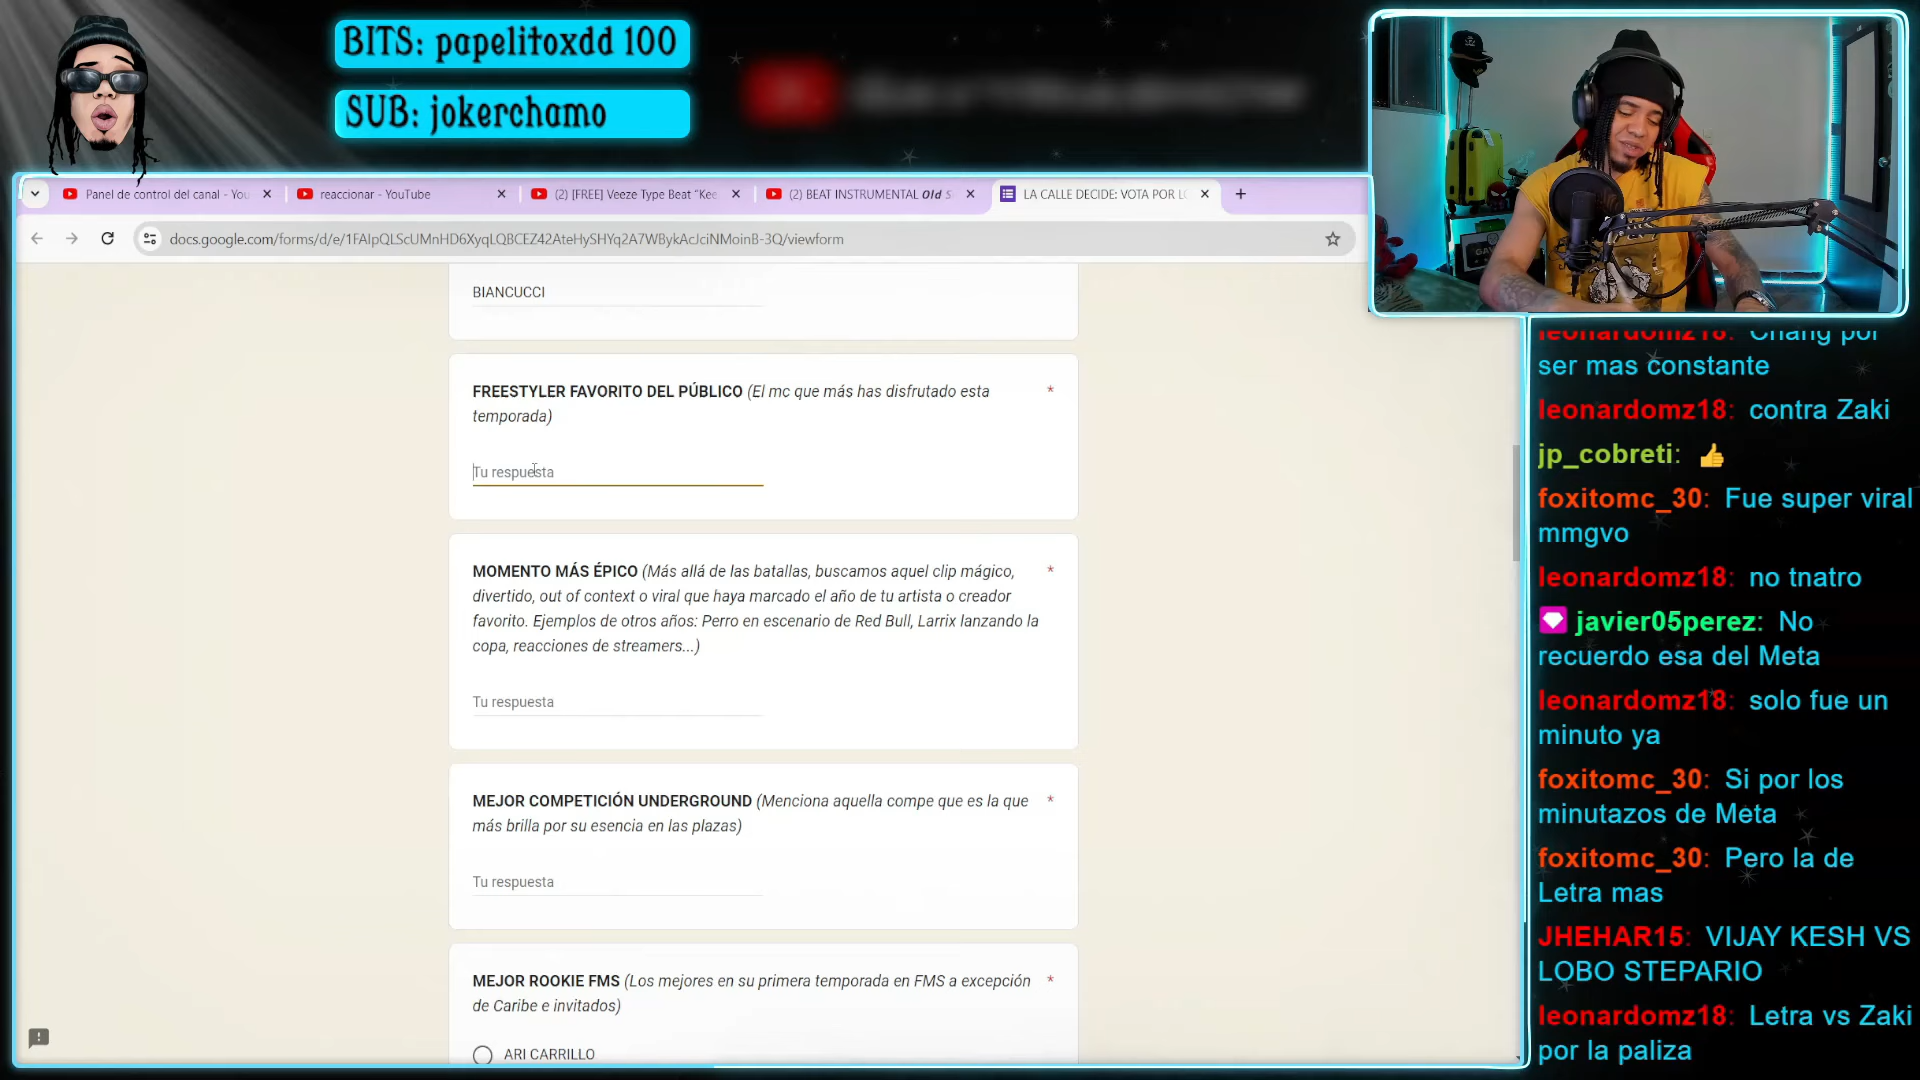 BITS: papelitoxdd 100
SUB: jokerchamo
Panel de control del canal - You
reaccionar - YouTube
(2) [FREE] Veeze Type Beat "Kee
(2) BEAT INSTRUMENTAL Old S
LA CALLE DECIDE: VOTA POR LO
docs.google.com/forms/d/e/1FAIpQLScUMnHD6XyqLQBCEZ42AteHySHYq2A7WBykAcJciNMoinB-3Q/viewform
BIANCUCCI
FREESTYLER FAVORITO DEL PÚBLICO (El mc que más has disfrutado esta *
temporada)
Tu respuesta
MOMENTO MÁS ÉPICO (Más allá de las batallas, buscamos aquel clip mágico, *
divertido, out of context o viral que haya marcado el año de tu artista o creador
favorito. Ejemplos de otros años: Perro en escenario de Red Bull, Larrix lanzando la
copa, reacciones de streamers...)
Tu respuesta
MEJOR COMPETICIÓN UNDERGROUND (Menciona aquella compe que es la que *
más brilla por su esencia en las plazas)
Tu respuesta
MEJOR ROOKIE FMS (Los mejores en su primera temporada en FMS a excepción *
de Caribe e invitados)
ARI CARRILLO
leonardomz18: Chang por
ser mas constante
leonardomz18: contra Zaki
jp_cobreti: 👍
foxitomc_30: Fue super viral
mmgvo
leonardomz18: no tnatro
javier05perez: No
recuerdo esa del Meta
leonardomz18: solo fue un
minuto ya
foxitomc_30: Si por los
minutazos de Meta
foxitomc_30: Pero la de
Letra mas
JHEHAR15: VIJAY KESH VS
LOBO STEPARIO
leonardomz18: Letra vs Zaki
por la paliza